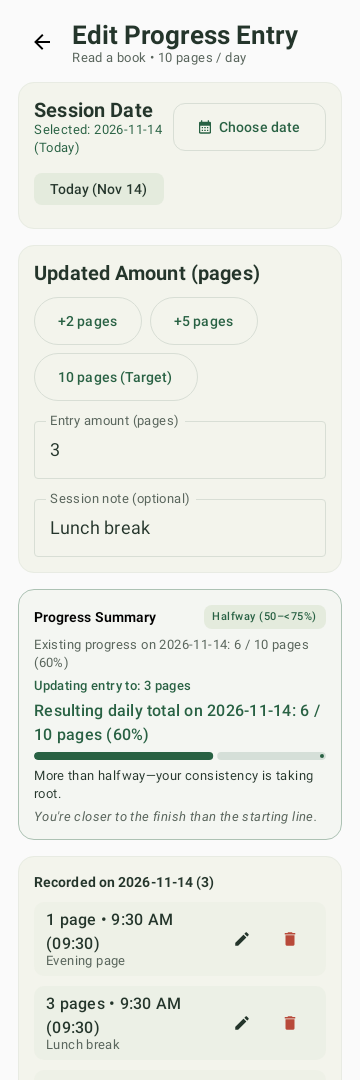 Edit Progress Entry
Read a book • 10 pages / day
Session Date
Selected: 2026-11-14
(Today)
Choose date
Today (Nov 14)
Updated Amount (pages)
+2 pages
+5 pages
10 pages (Target)
Entry amount (pages)
3
Session note (optional)
Lunch break
Progress Summary
Halfway (50–<75%)
Existing progress on 2026-11-14: 6 / 10 pages
(60%)
Updating entry to: 3 pages
Resulting daily total on 2026-11-14: 6 /
10 pages (60%)
More than halfway—your consistency is taking
root.
You're closer to the finish than the starting line.
Recorded on 2026-11-14 (3)
1 page • 9:30 AM
(09:30)
Evening page
3 pages • 9:30 AM
(09:30)
Lunch break